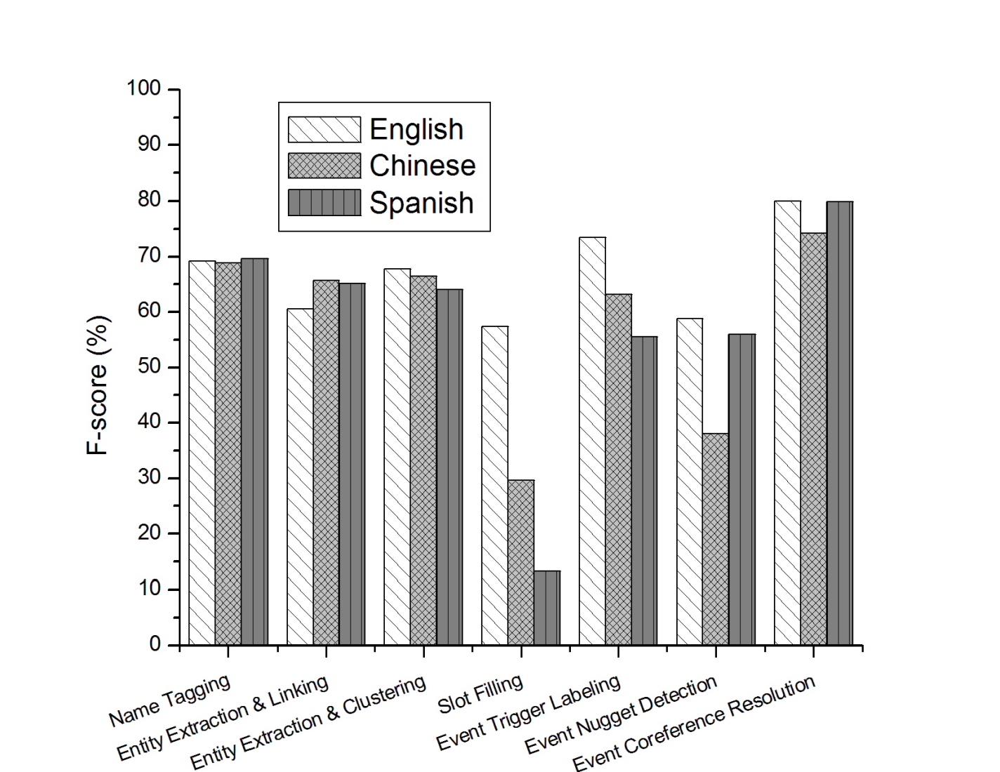 100
90
80
70
60
50
40
30
20
10
0
F-score (%)
English
Chinese
Spanish
Name Tagging
Entity Extraction & Linking
Entity Extraction & Clustering
Slot Filling
Event Trigger Labeling
Event Nugget Detection
Event Coreference Resolution